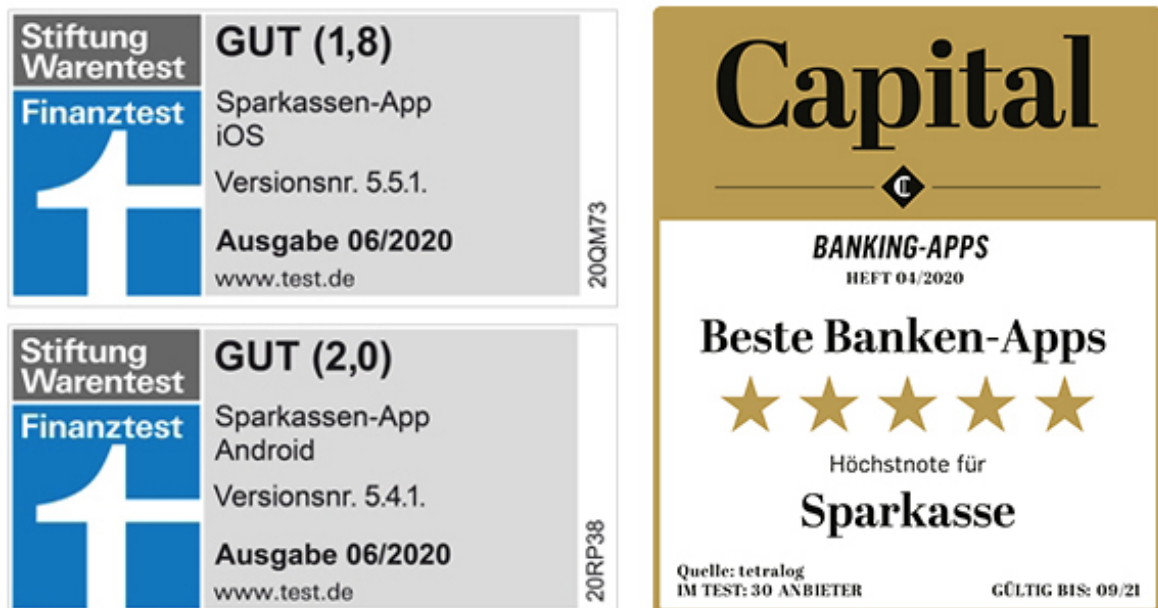 Stiftung
Warentest
Finanztest
GUT (1,8)
Sparkassen-App
iOS
Versionsnr. 5.5.1.
Ausgabe 06/2020
www.test.de
20QM73
Stiftung
Warentest
Finanztest
GUT (2,0)
Sparkassen-App
Android
Versionsnr. 5.4.1.
Ausgabe 06/2020
www.test.de
20RP38
Capital
BANKING-APPS
HEFT 04/2020
Beste Banken-Apps
Höchstnote für
Sparkasse
Quelle: tetralog
IM TEST: 30 ANBIETER
GÜLTIG BIS: 09/21